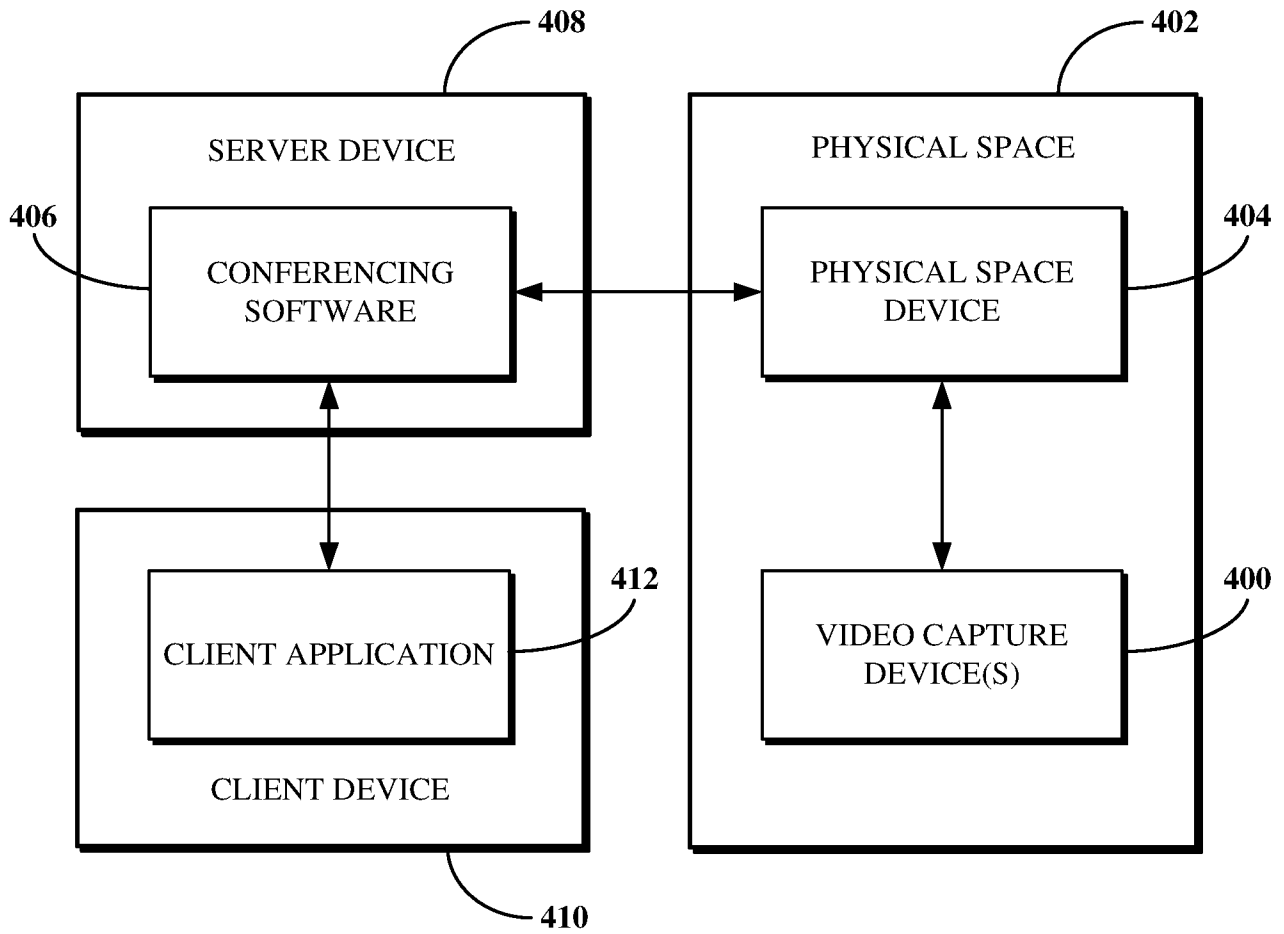 408
402
SERVER DEVICE
PHYSICAL SPACE
406
CONFERENCING
SOFTWARE
PHYSICAL SPACE
DEVICE
404
412
CLIENT APPLICATION
VIDEO CAPTURE
DEVICE(S)
400
CLIENT DEVICE
410